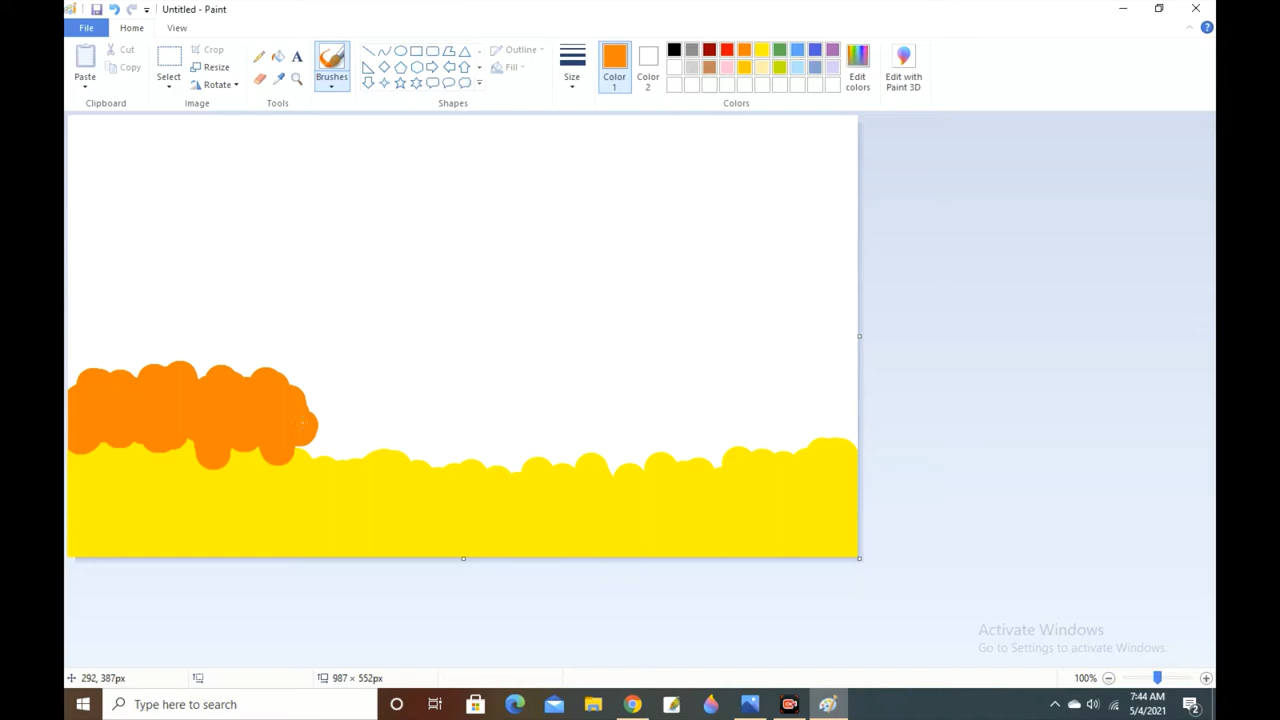 Untitled - Paint
File
Home
View
Paste
Cut
Copy
Clipboard
Select
Crop
Resize
Rotate
Image
A
Tools
Brushes
Outline
Fill
Shapes
Size
Color 1
Color 2
Colors
Edit colors
Edit with Paint 3D
?
Activate Windows
Go to Settings to activate Windows.
292, 387px
987 × 552px
100%
Type here to search
7:44 AM
5/4/2021
2